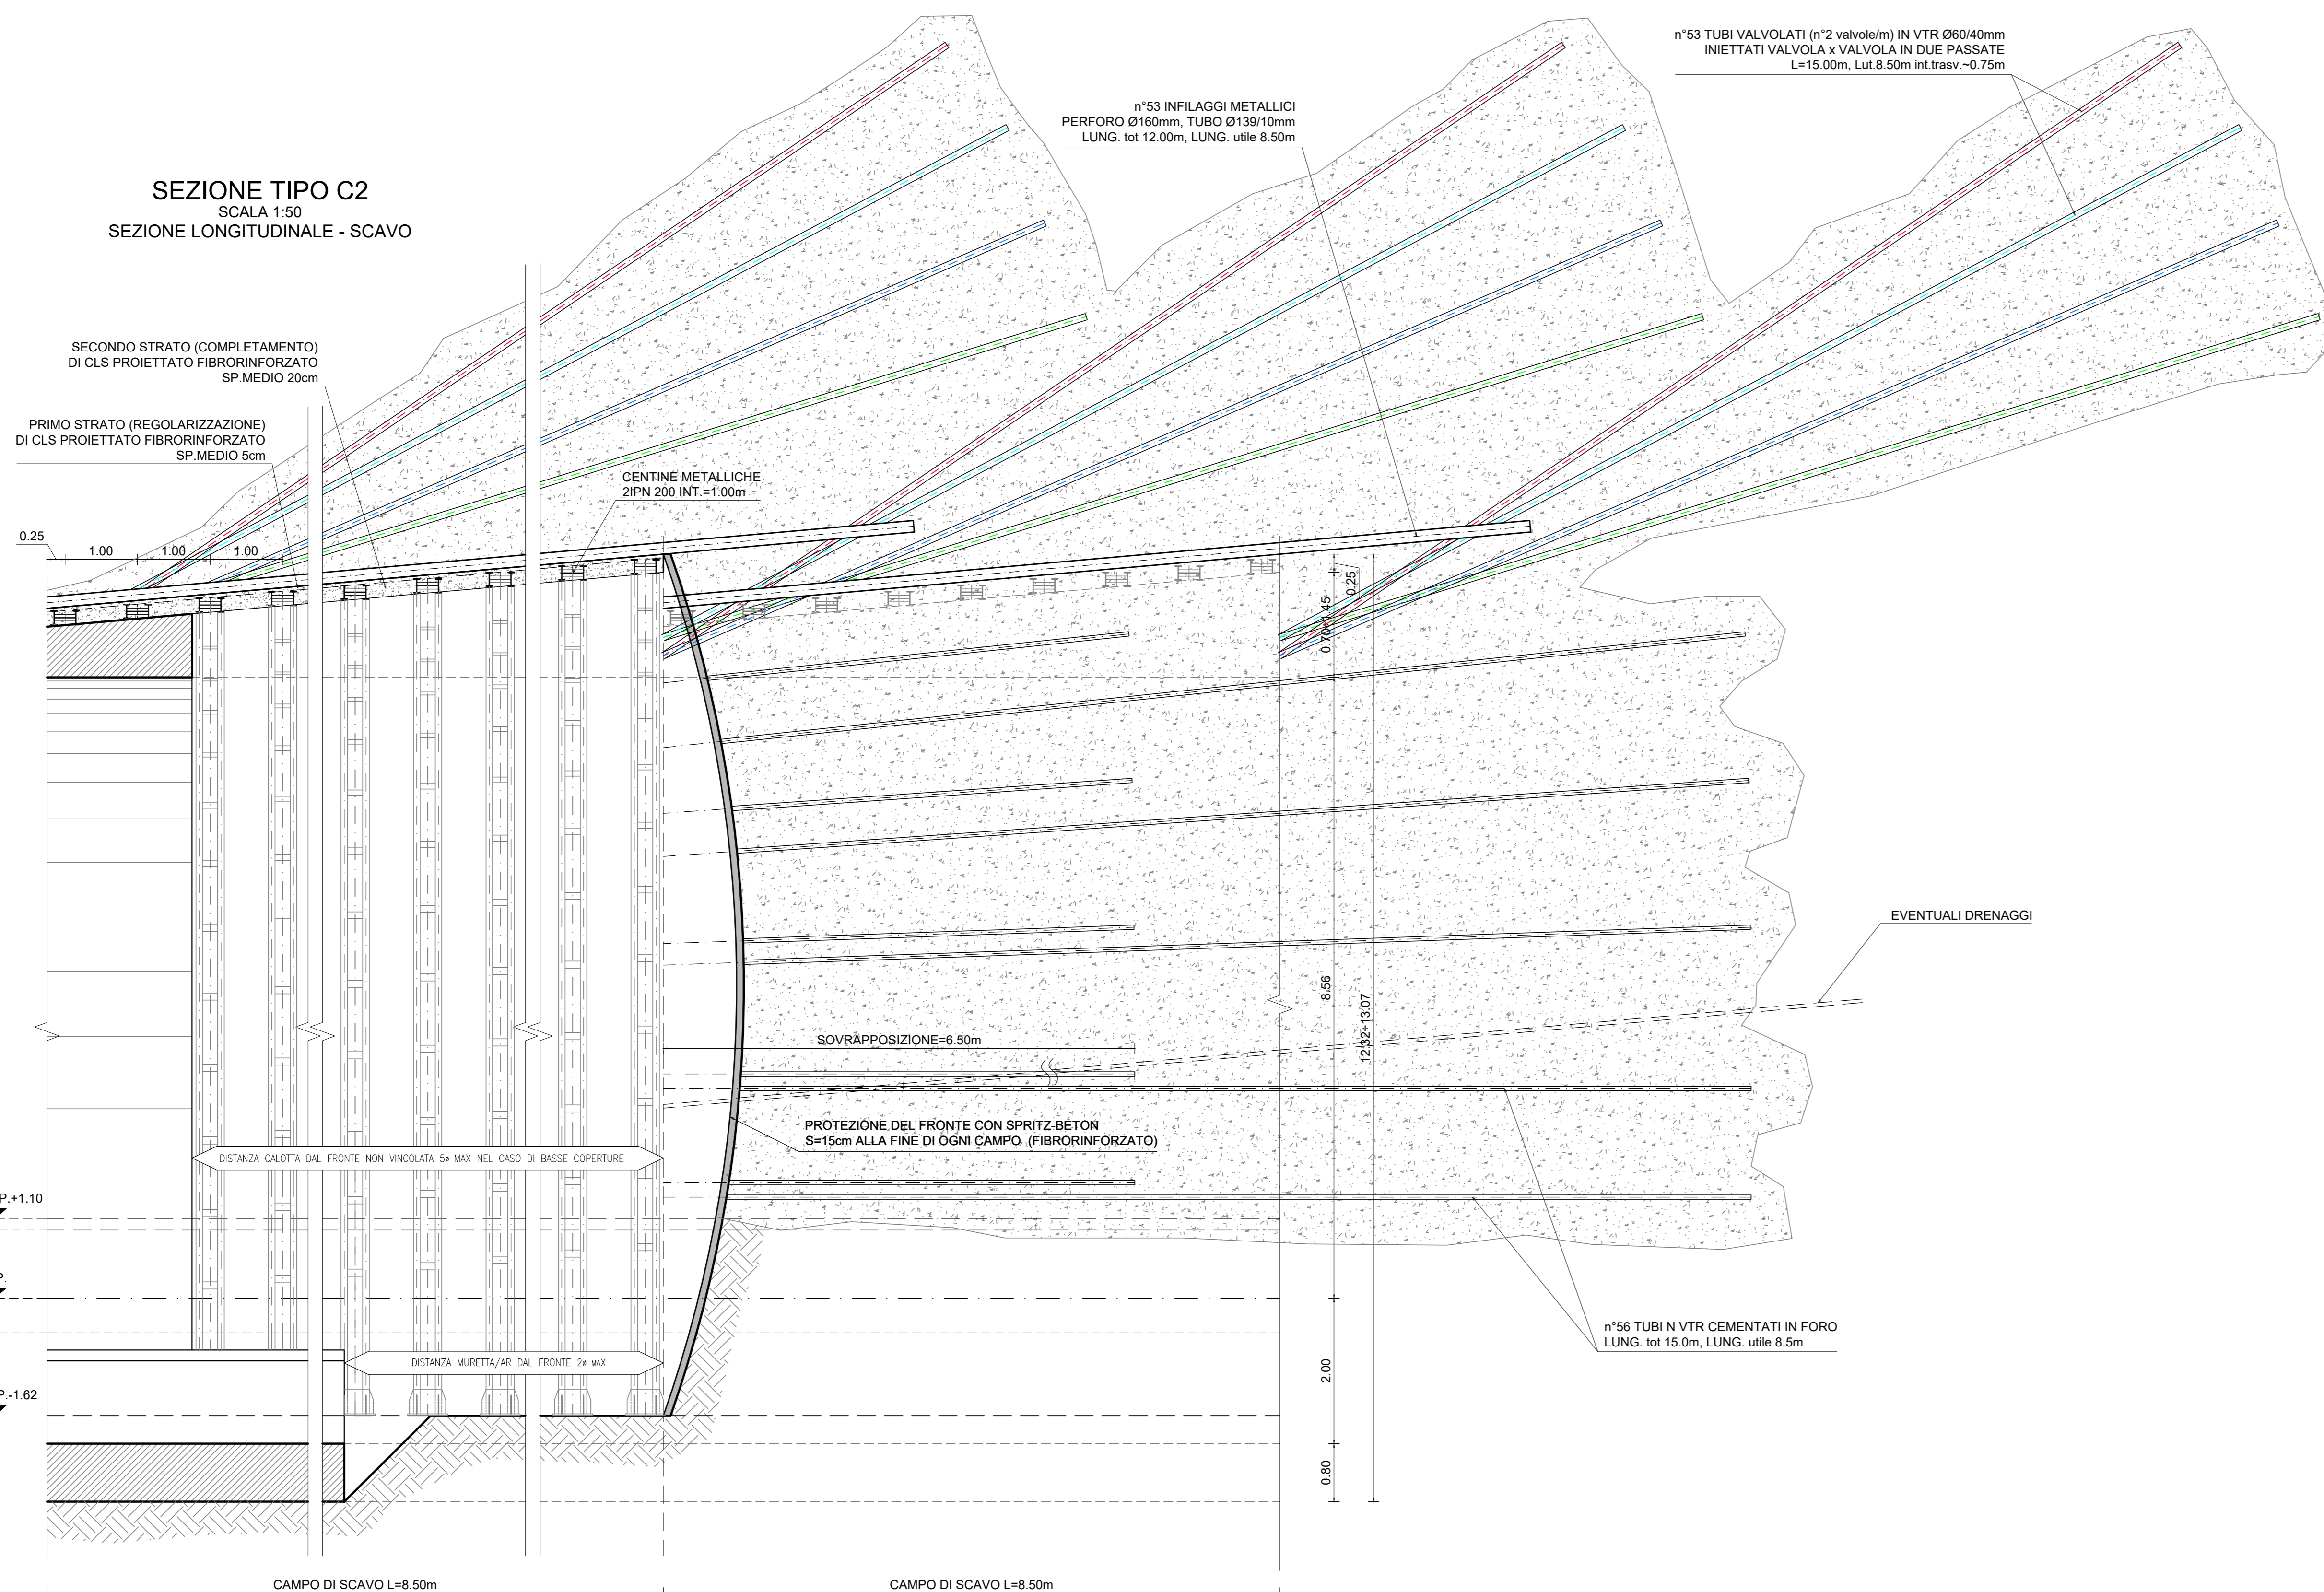 n°53 TUBI VALVOLATI (n°2 valvole/m) IN VTR Ø60/40mm
INIETTATI VALVOLA x VALVOLA IN DUE PASSATE
L=15.00m, Lut.8.50m int.trasv.~0.75m
n°53 INFILAGGI METALLICI
PERFORO Ø160mm, TUBO Ø139/10mm
LUNG. tot 12.00m, LUNG. utile 8.50m
SEZIONE TIPO C2
SCALA 1:50
SEZIONE LONGITUDINALE - SCAVO
SECONDO STRATO (COMPLETAMENTO)
DI CLS PROIETTATO FIBRORINFORZATO
SP.MEDIO 20cm
PRIMO STRATO (REGOLARIZZAZIONE)
DI CLS PROIETTATO FIBRORINFORZATO
SP.MEDIO 5cm
CENTINE METALLICHE
2IPN 200 INT.=1.00m
0.25
1.00
1.00
1.00
0.25
0.70÷1.45
EVENTUALI DRENAGGI
8.56
12.32÷13.07
SOVRAPPOSIZIONE=6.50m
PROTEZIONE DEL FRONTE CON SPRITZ-BETON
S=15cm ALLA FINE DI OGNI CAMPO (FIBRORINFORZATO)
DISTANZA CALOTTA DAL FRONTE NON VINCOLATA 5ø MAX NEL CASO DI BASSE COPERTURE
P.+1.10
P.
n°56 TUBI N VTR CEMENTATI IN FORO
LUNG. tot 15.0m, LUNG. utile 8.5m
DISTANZA MURETTA/AR DAL FRONTE 2ø MAX
2.00
P.-1.62
0.80
CAMPO DI SCAVO L=8.50m
CAMPO DI SCAVO L=8.50m